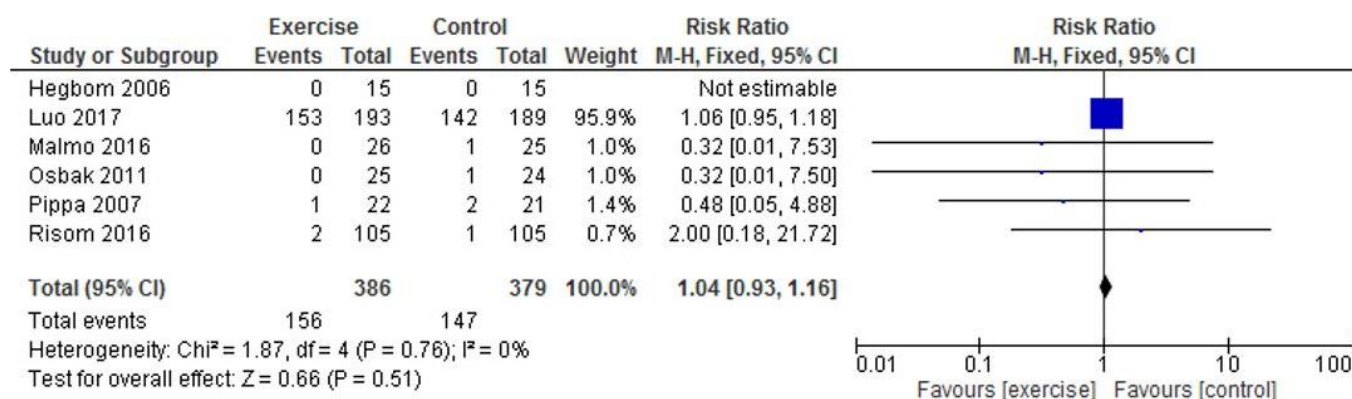 Exercise Control Risk Ratio Risk Ratio
Study or Subgroup Events Total Events Total Weight M-H, Fixed, 95% CI M-H, Fixed, 95% CI
Hegbom 2006 0 15 0 15 Not estimable
Luo 2017 153 193 142 189 95.9% 1.06 [0.95, 1.18]
Malmo 2016 0 26 1 25 1.0% 0.32 [0.01, 7.53]
Osbak 2011 0 25 1 24 1.0% 0.32 [0.01, 7.50]
Pippa 2007 1 22 2 21 1.4% 0.48 [0.05, 4.88]
Risom 2016 2 105 1 105 0.7% 2.00 [0.18, 21.72]
Total (95% CI) 386 379 100.0% 1.04 [0.93, 1.16]
Total events 156 147
Heterogeneity: Chi² = 1.87, df = 4 (P = 0.76); I² = 0%
Test for overall effect: Z = 0.66 (P = 0.51)
0.01 0.1 1 10 100
Favours [exercise] Favours [control]